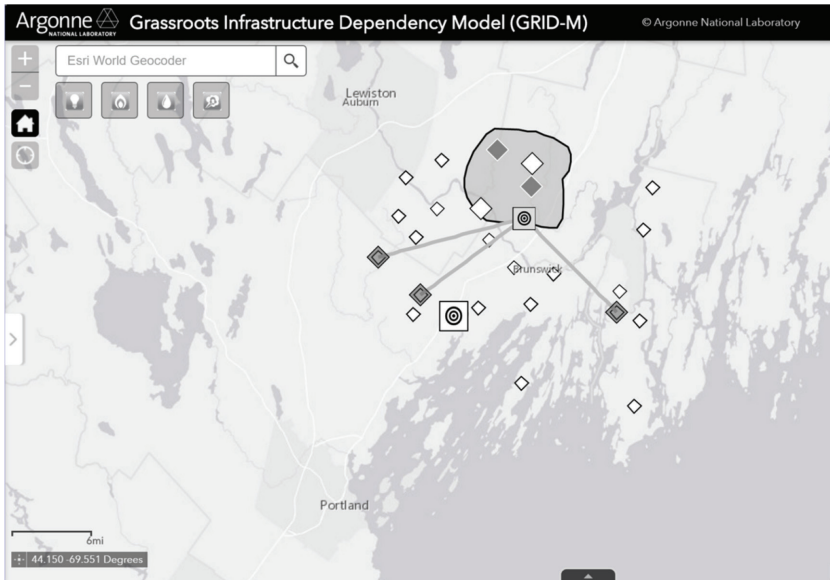 Argonne
NATIONAL LABORATORY
Grassroots Infrastructure Dependency Model (GRID-M)
© Argonne National Laboratory
Esri World Geocoder
Lewiston
Auburn
Brunswick
Portland
6mi
44.150 -69.551 Degrees